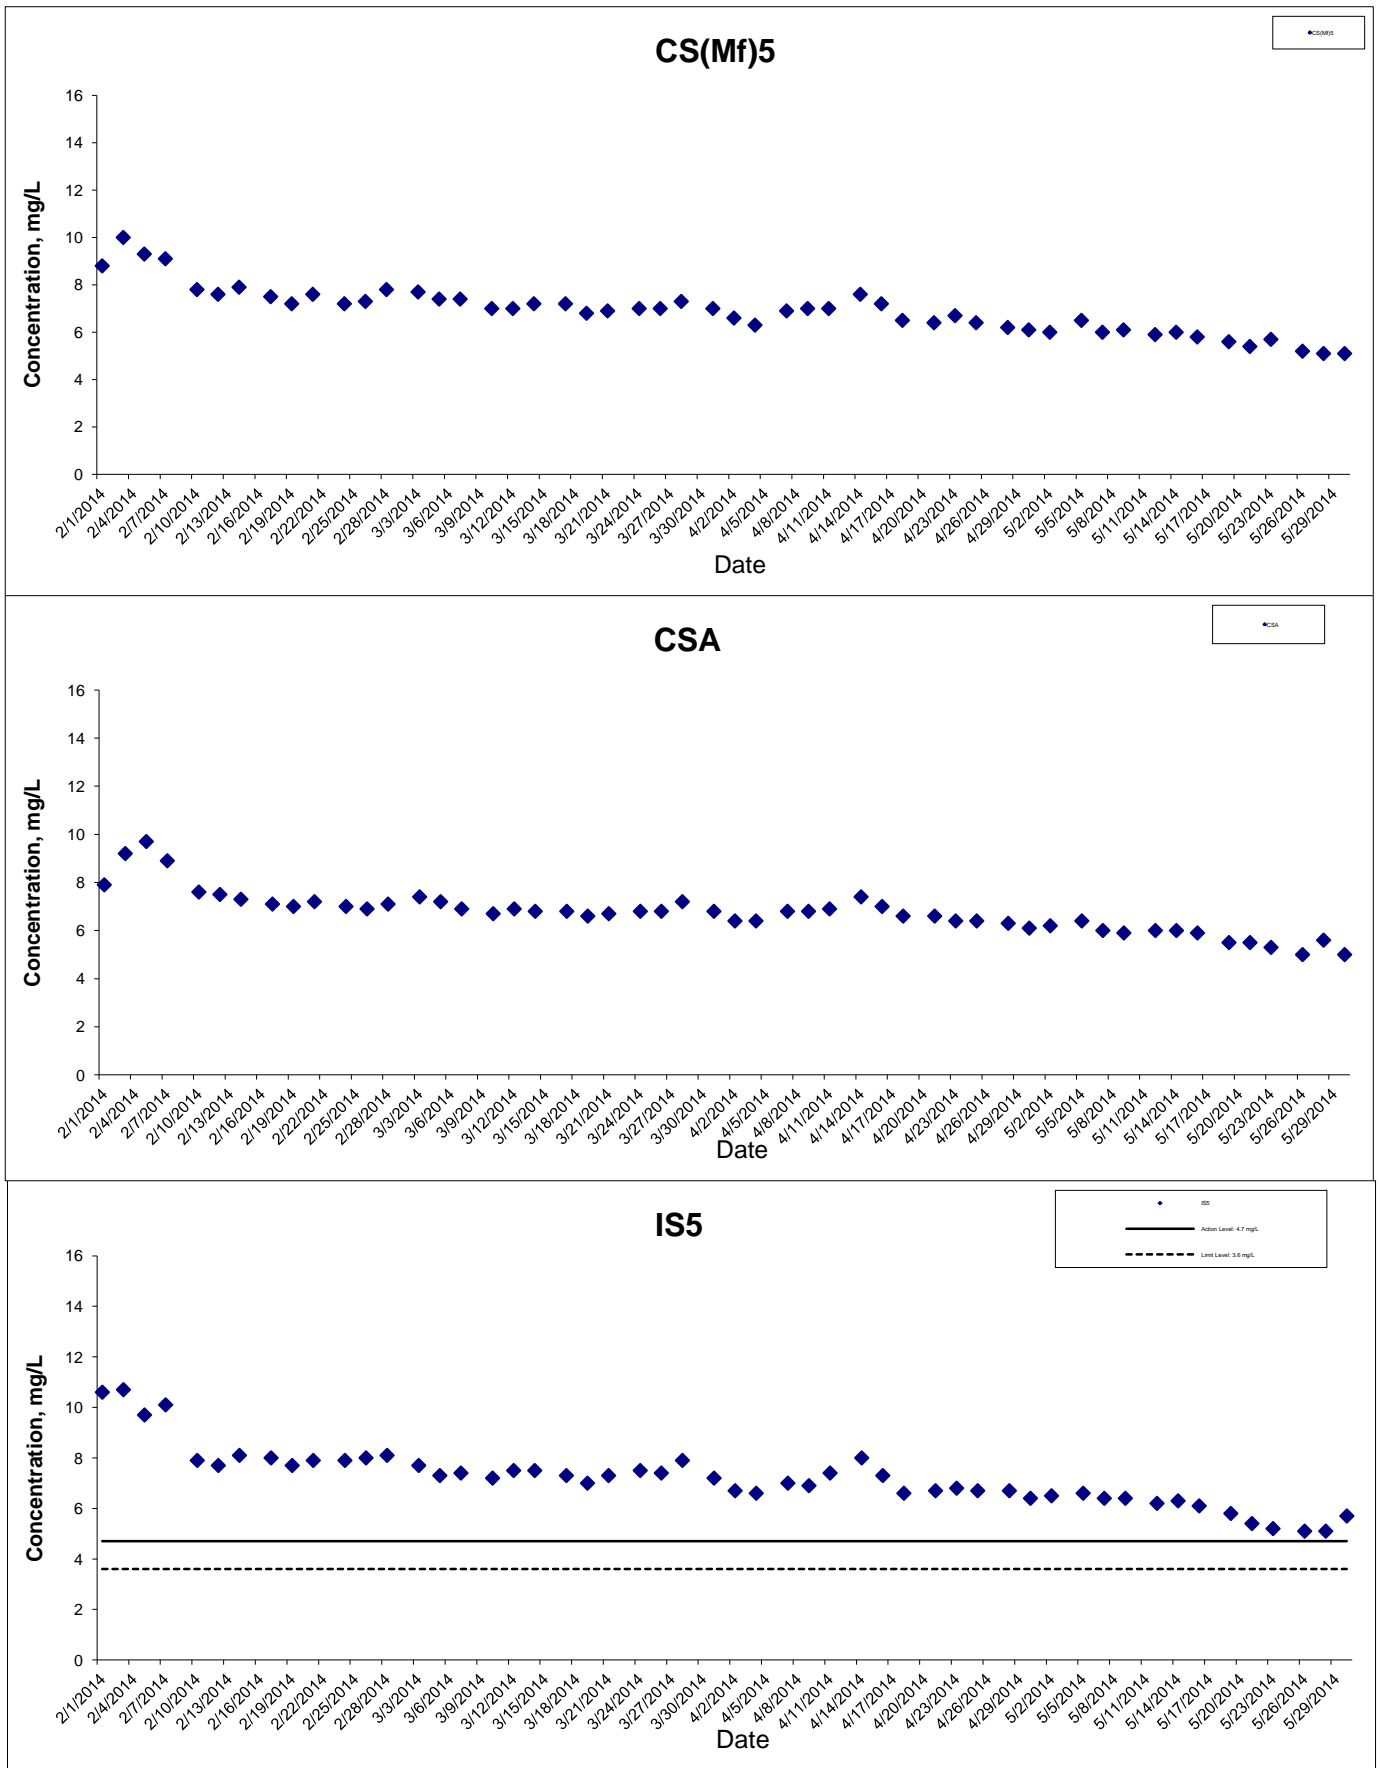 CS(Mf)5
CS(Mf)5
16
14
12
10
8
6
4
2
0
Concentration, mg/L
2/1/2014 2/4/2014 2/7/2014 2/10/2014 2/13/2014 2/16/2014 2/19/2014 2/22/2014 2/25/2014 2/28/2014 3/3/2014 3/6/2014 3/9/2014 3/12/2014 3/15/2014 3/18/2014 3/21/2014 3/24/2014 3/27/2014 3/30/2014 4/2/2014 4/5/2014 4/8/2014 4/11/2014 4/14/2014 4/17/2014 4/20/2014 4/23/2014 4/26/2014 4/29/2014 5/2/2014 5/5/2014 5/8/2014 5/11/2014 5/14/2014 5/17/2014 5/20/2014 5/23/2014 5/26/2014 5/29/2014
Date
CSA
CSA
16
14
12
10
8
6
4
2
0
Concentration, mg/L
2/1/2014 2/4/2014 2/7/2014 2/10/2014 2/13/2014 2/16/2014 2/19/2014 2/22/2014 2/25/2014 2/28/2014 3/3/2014 3/6/2014 3/9/2014 3/12/2014 3/15/2014 3/18/2014 3/21/2014 3/24/2014 3/27/2014 3/30/2014 4/2/2014 4/5/2014 4/8/2014 4/11/2014 4/14/2014 4/17/2014 4/20/2014 4/23/2014 4/26/2014 4/29/2014 5/2/2014 5/5/2014 5/8/2014 5/11/2014 5/14/2014 5/17/2014 5/20/2014 5/23/2014 5/26/2014 5/29/2014
Date
IS5
IS5
Action Level: 4.7 mg/L
Limit Level: 3.6 mg/L
16
14
12
10
8
6
4
2
0
Concentration, mg/L
2/1/2014 2/4/2014 2/7/2014 2/10/2014 2/13/2014 2/16/2014 2/19/2014 2/22/2014 2/25/2014 2/28/2014 3/3/2014 3/6/2014 3/9/2014 3/12/2014 3/15/2014 3/18/2014 3/21/2014 3/24/2014 3/27/2014 3/30/2014 4/2/2014 4/5/2014 4/8/2014 4/11/2014 4/14/2014 4/17/2014 4/20/2014 4/23/2014 4/26/2014 4/29/2014 5/2/2014 5/5/2014 5/8/2014 5/11/2014 5/14/2014 5/17/2014 5/20/2014 5/23/2014 5/26/2014 5/29/2014
Date